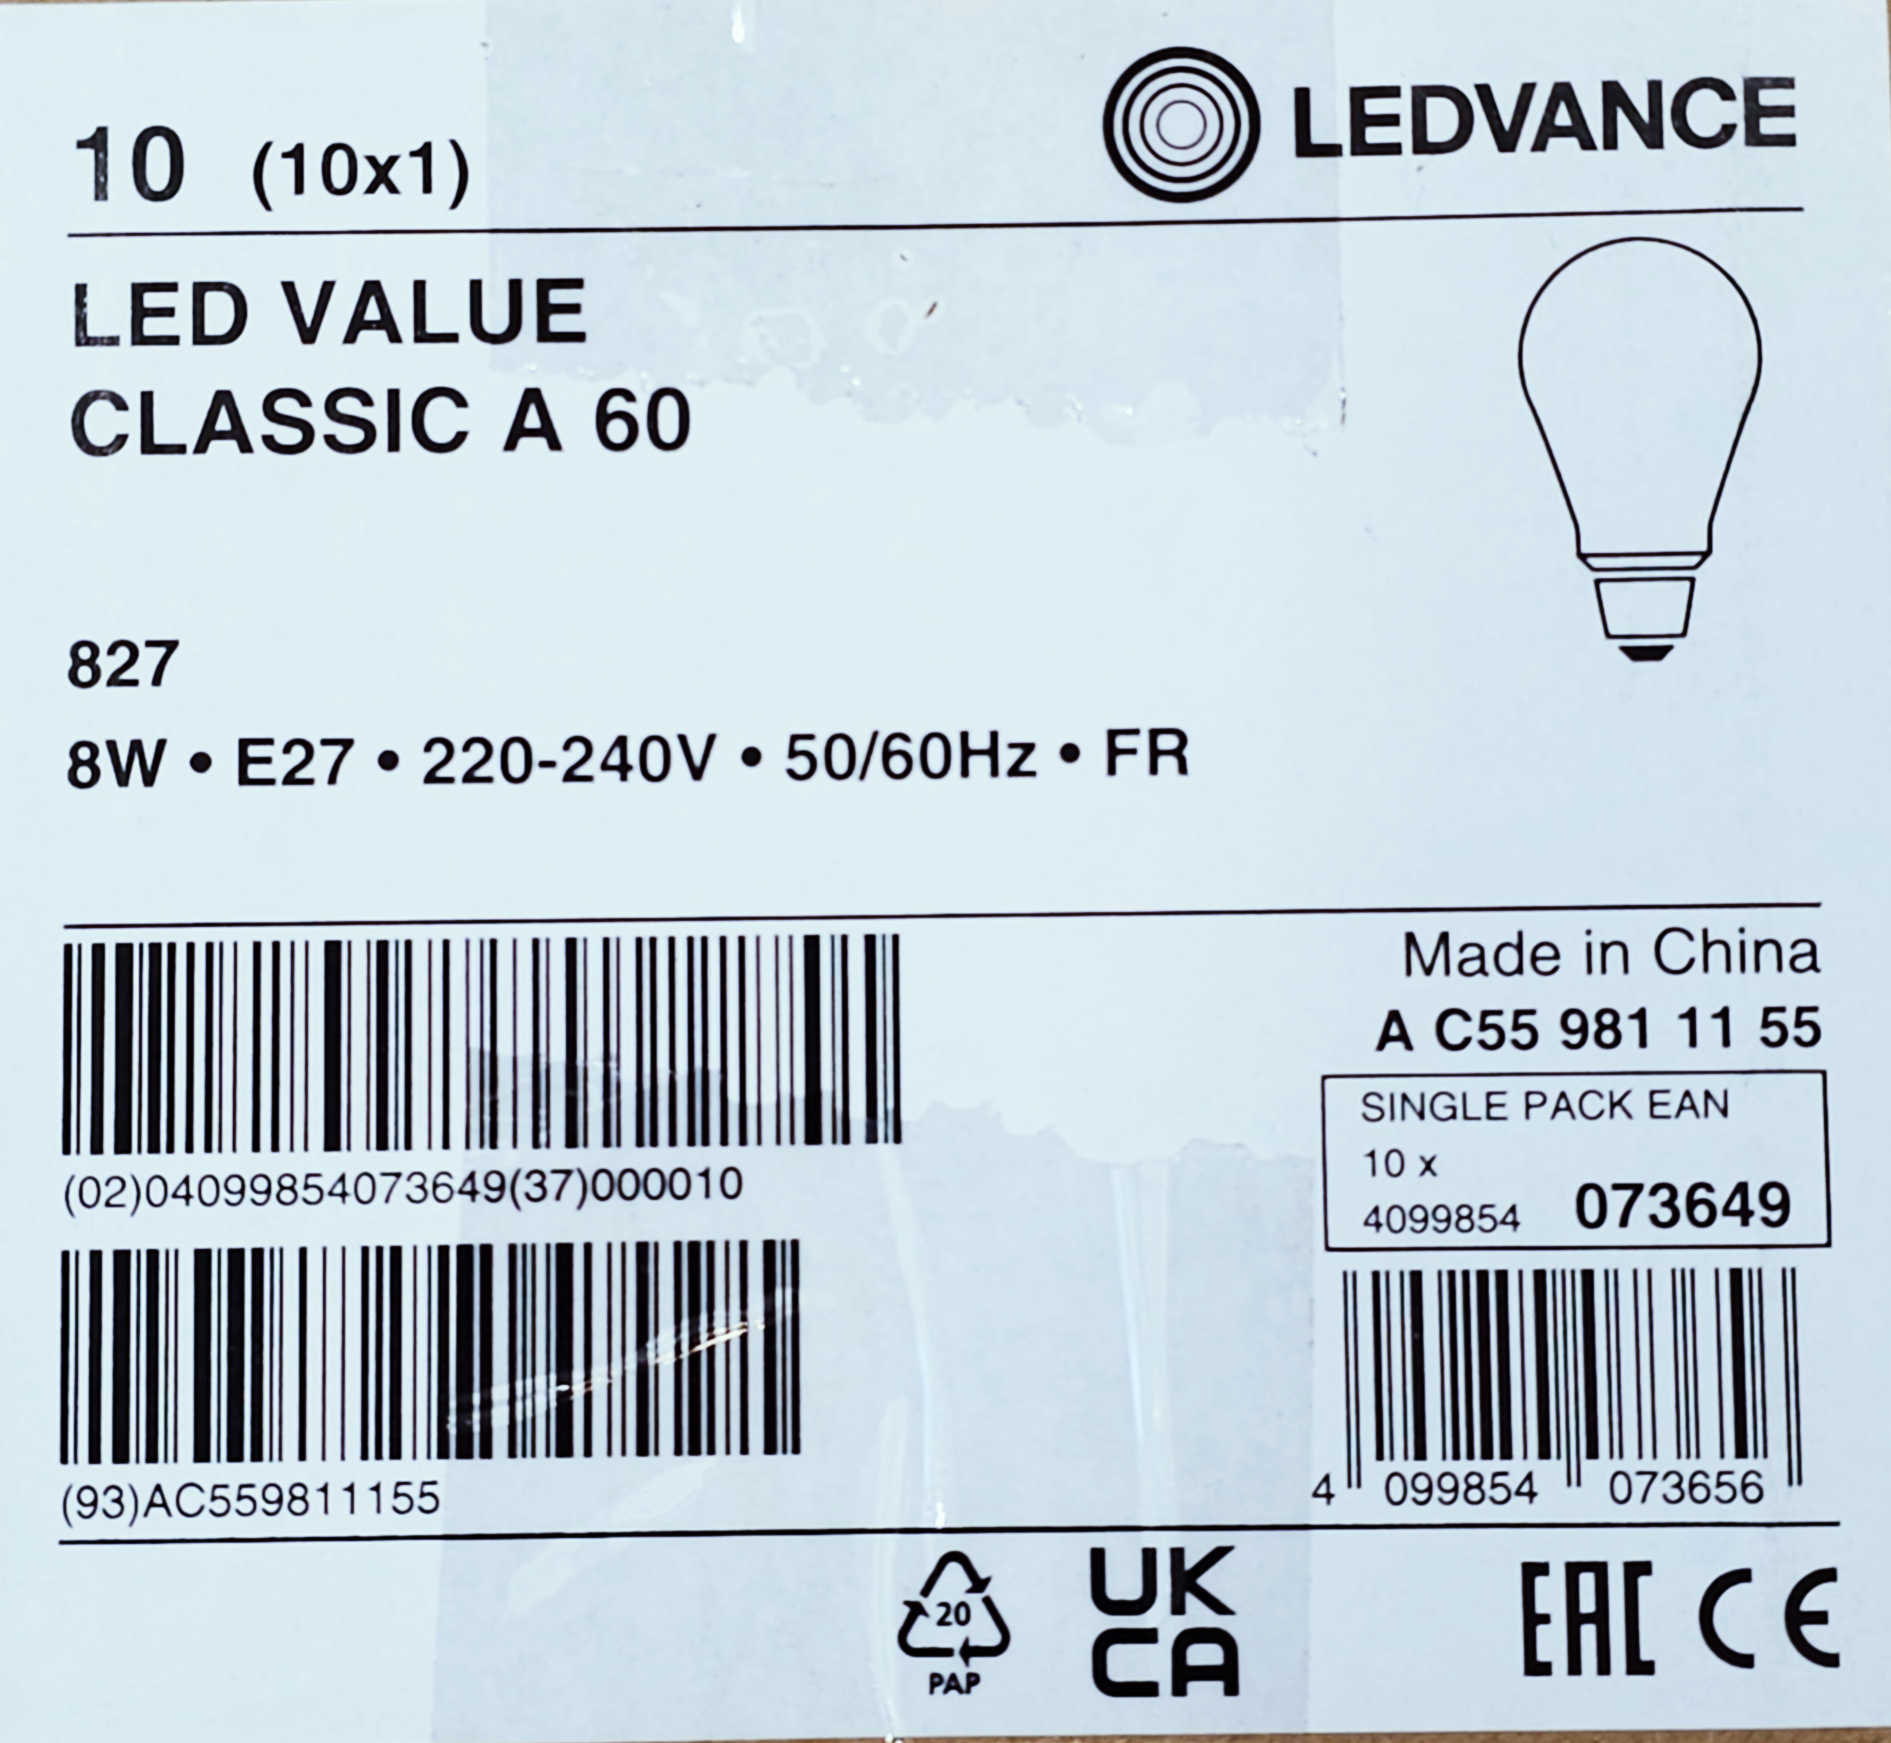 10 (10x1)
LEDVANCE
LED VALUE
CLASSIC A 60
827
8W • E27 • 220-240V • 50/60Hz • FR
Made in China
A C55 981 11 55
(02)04099854073649(37)000010
SINGLE PACK EAN
10 x
4099854 073649
(93)AC559811155
4 099854 073656
20
PAP
UK
CA
EAC CE